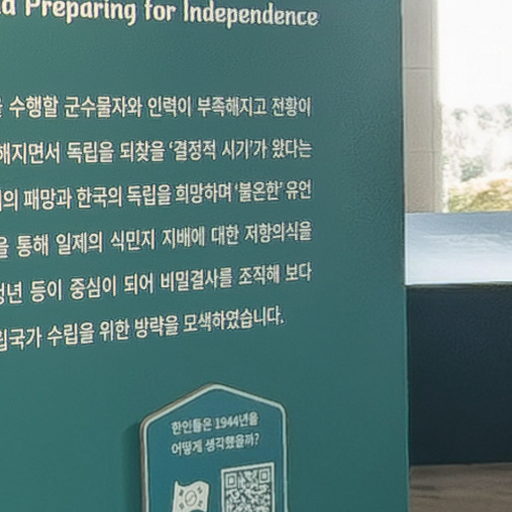 Preparing for Independence
수행할 군수물자와 인력이 부족해지고 전황이
해지면서 독립을 되찾을 ‘결정적 시기’가 왔다는
의 패망과 한국의 독립을 희망하며 ‘불온한’ 유언
을 통해 일제의 식민지 지배에 대한 저항의식을
청년 등이 중심이 되어 비밀결사를 조직해 보다
립국가 수립을 위한 방략을 모색하였습니다.
한인들은 1944년을
어떻게 생각했을까?